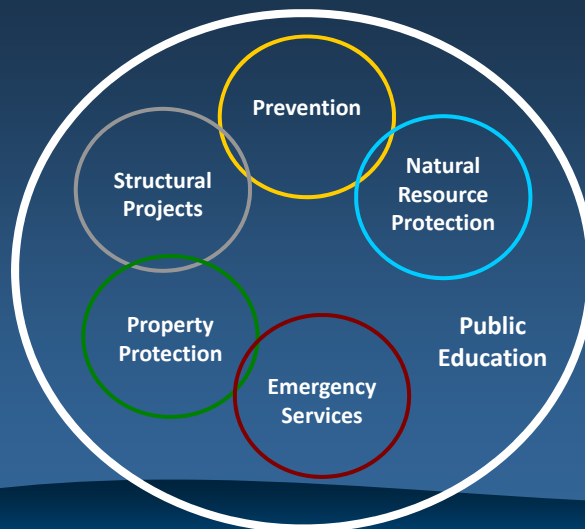 Prevention
Structural
Projects
Natural
Resource
Protection
Property
Protection
Public
Education
Emergency
Services